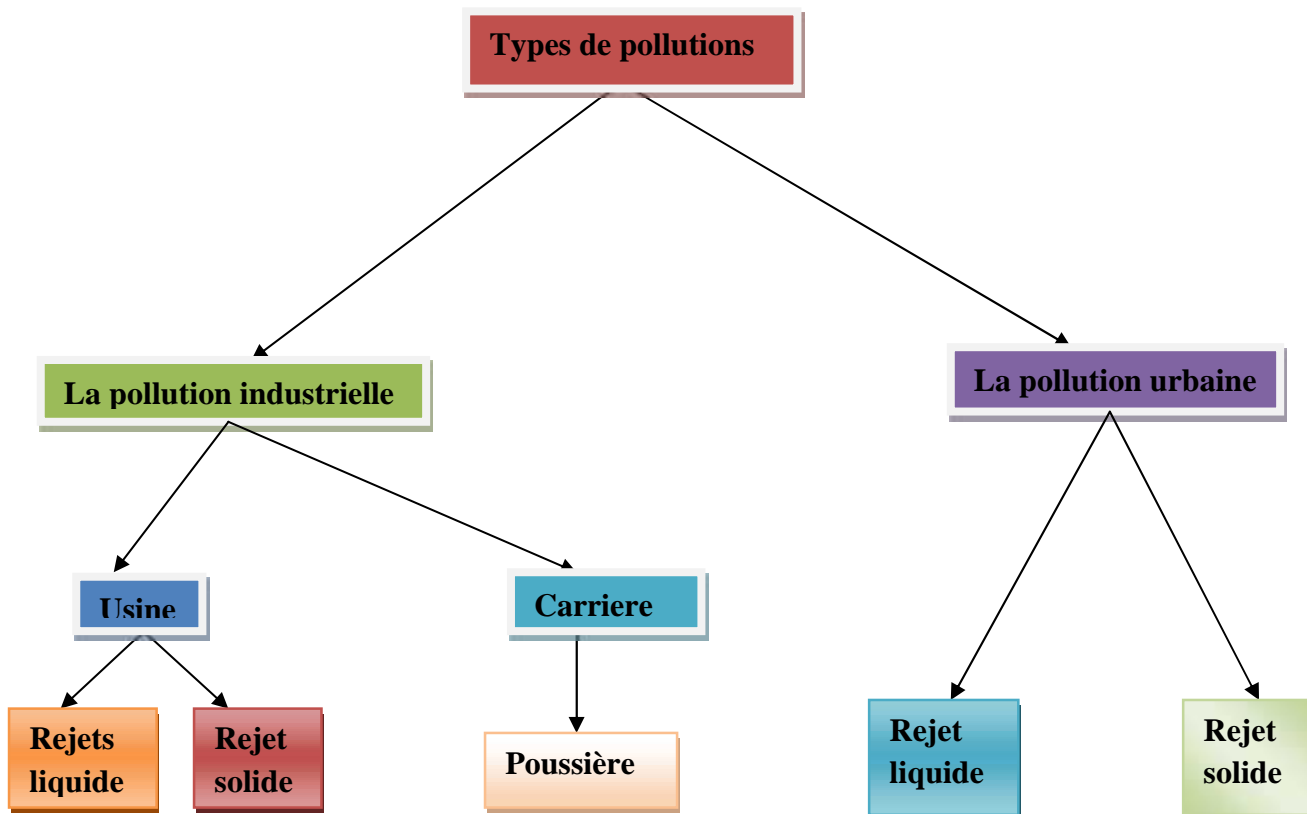 Types de pollutions
La pollution industrielle
La pollution urbaine
Usine
Carriere
Rejets
liquide
Rejet
solide
Poussière
Rejet
liquide
Rejet
solide